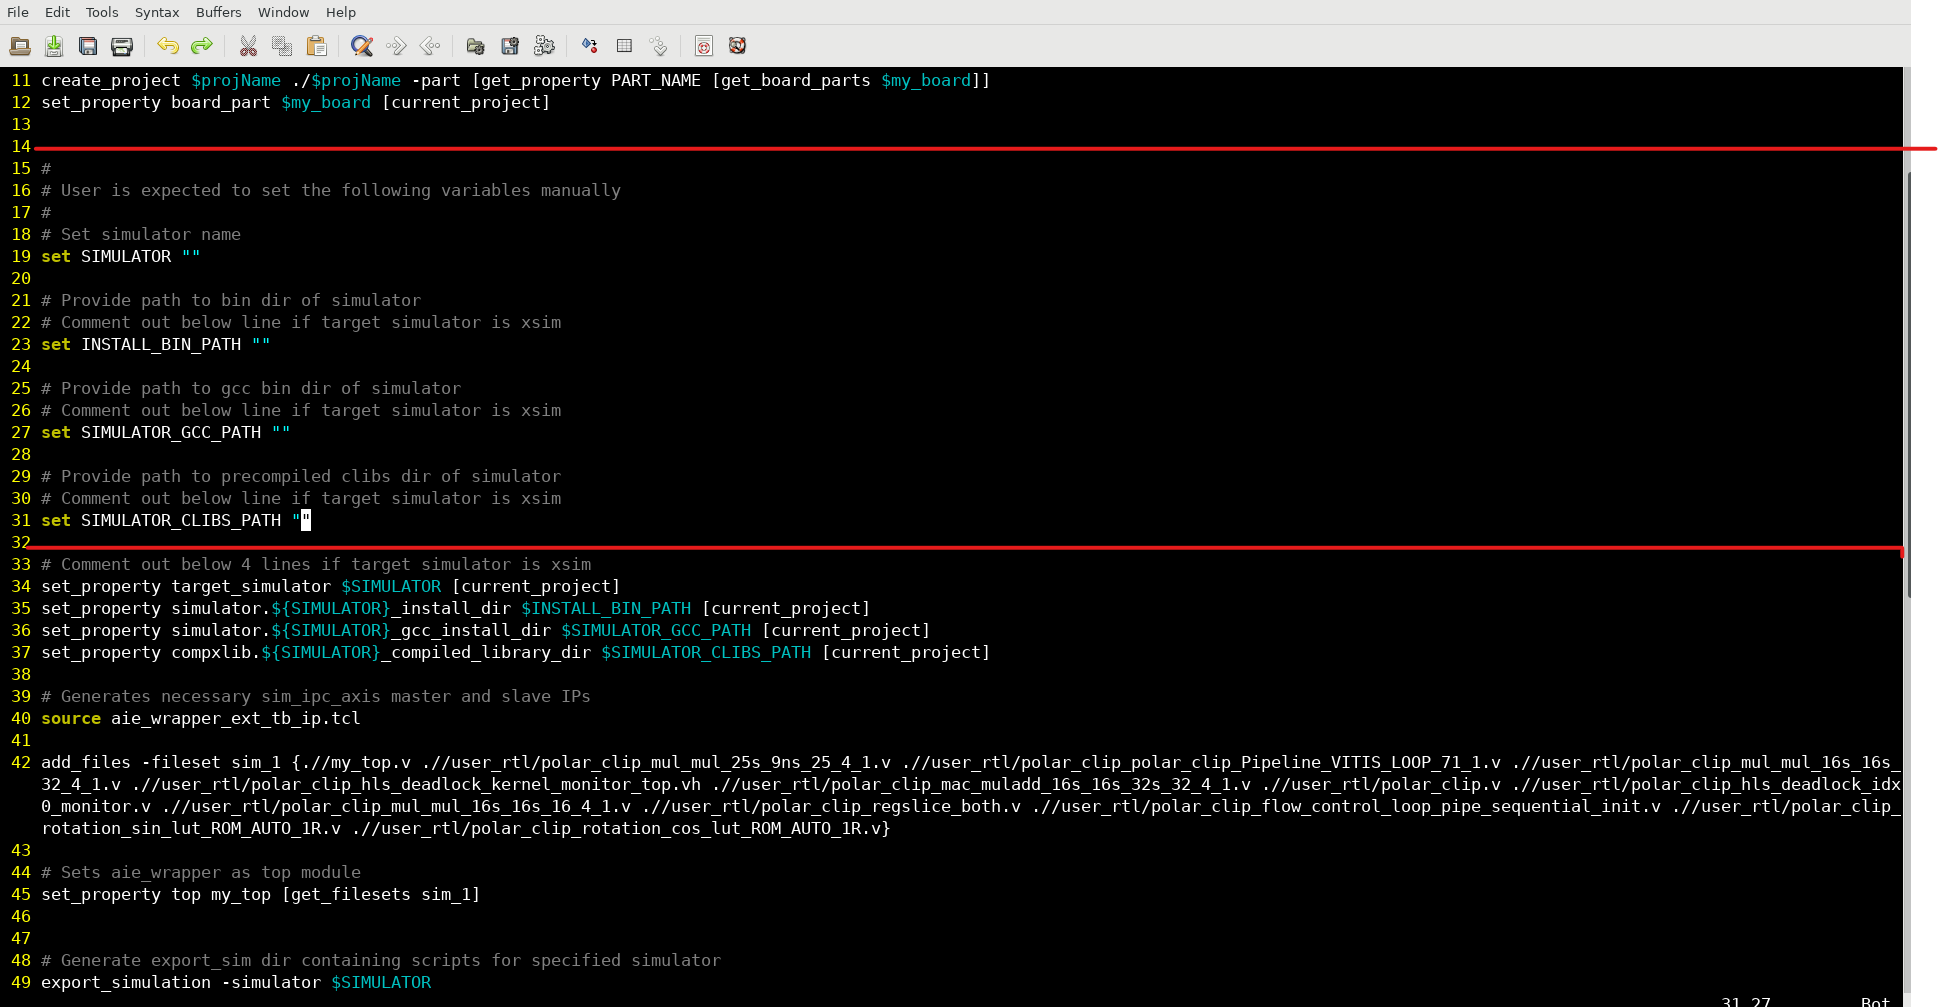 File Edit Tools Syntax Buffers Window Help
11 create_project $projName ./$projName -part [get_property PART_NAME [get_board_parts $my_board]]
12 set_property board_part $my_board [current_project]
13
14
15 #
16 # User is expected to set the following variables manually
17 #
18 # Set simulator name
19 set SIMULATOR ""
20
21 # Provide path to bin dir of simulator
22 # Comment out below line if target simulator is xsim
23 set INSTALL_BIN_PATH ""
24
25 # Provide path to gcc bin dir of simulator
26 # Comment out below line if target simulator is xsim
27 set SIMULATOR_GCC_PATH ""
28
29 # Provide path to precompiled clibs dir of simulator
30 # Comment out below line if target simulator is xsim
31 set SIMULATOR_CLIBS_PATH ""
32
33 # Comment out below 4 lines if target simulator is xsim
34 set_property target_simulator $SIMULATOR [current_project]
35 set_property simulator.${SIMULATOR}_install_dir $INSTALL_BIN_PATH [current_project]
36 set_property simulator.${SIMULATOR}_gcc_install_dir $SIMULATOR_GCC_PATH [current_project]
37 set_property compxlib.${SIMULATOR}_compiled_library_dir $SIMULATOR_CLIBS_PATH [current_project]
38
39 # Generates necessary sim_ipc_axis master and slave IPs
40 source aie_wrapper_ext_tb_ip.tcl
41
42 add_files -fileset sim_1 {.//my_top.v .//user_rtl/polar_clip_mul_mul_25s_9ns_25_4_1.v .//user_rtl/polar_clip_polar_clip_Pipeline_VITIS_LOOP_71_1.v .//user_rtl/polar_clip_mul_mul_16s_16s_
32_4_1.v .//user_rtl/polar_clip_hls_deadlock_kernel_monitor_top.vh .//user_rtl/polar_clip_mac_muladd_16s_16s_32s_32_4_1.v .//user_rtl/polar_clip.v .//user_rtl/polar_clip_hls_deadlock_idx
0_monitor.v .//user_rtl/polar_clip_mul_mul_16s_16s_16_4_1.v .//user_rtl/polar_clip_regslice_both.v .//user_rtl/polar_clip_flow_control_loop_pipe_sequential_init.v .//user_rtl/polar_clip_
rotation_sin_lut_ROM_AUTO_1R.v .//user_rtl/polar_clip_rotation_cos_lut_ROM_AUTO_1R.v}
43
44 # Sets aie_wrapper as top module
45 set_property top my_top [get_filesets sim_1]
46
47
48 # Generate export_sim dir containing scripts for specified simulator
49 export_simulation -simulator $SIMULATOR
31,27 Bot